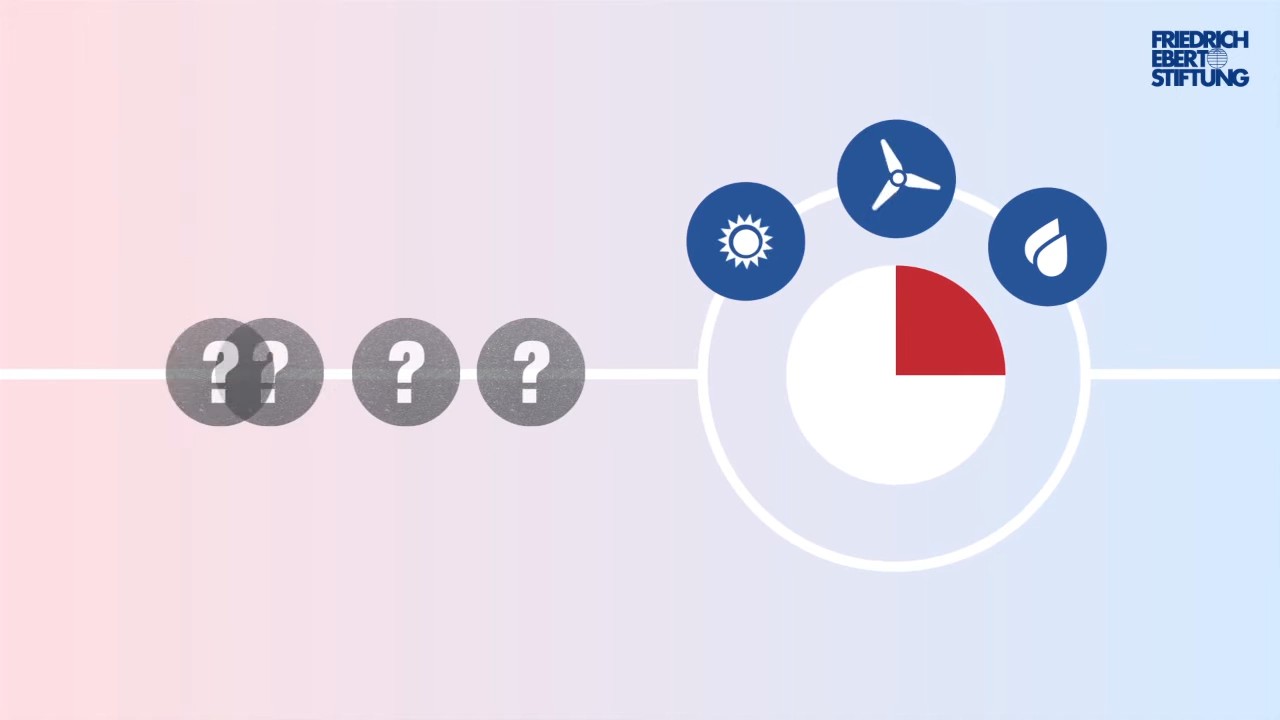 FRIEDRICH
EBERT
STIFTUNG
? ? ? ?